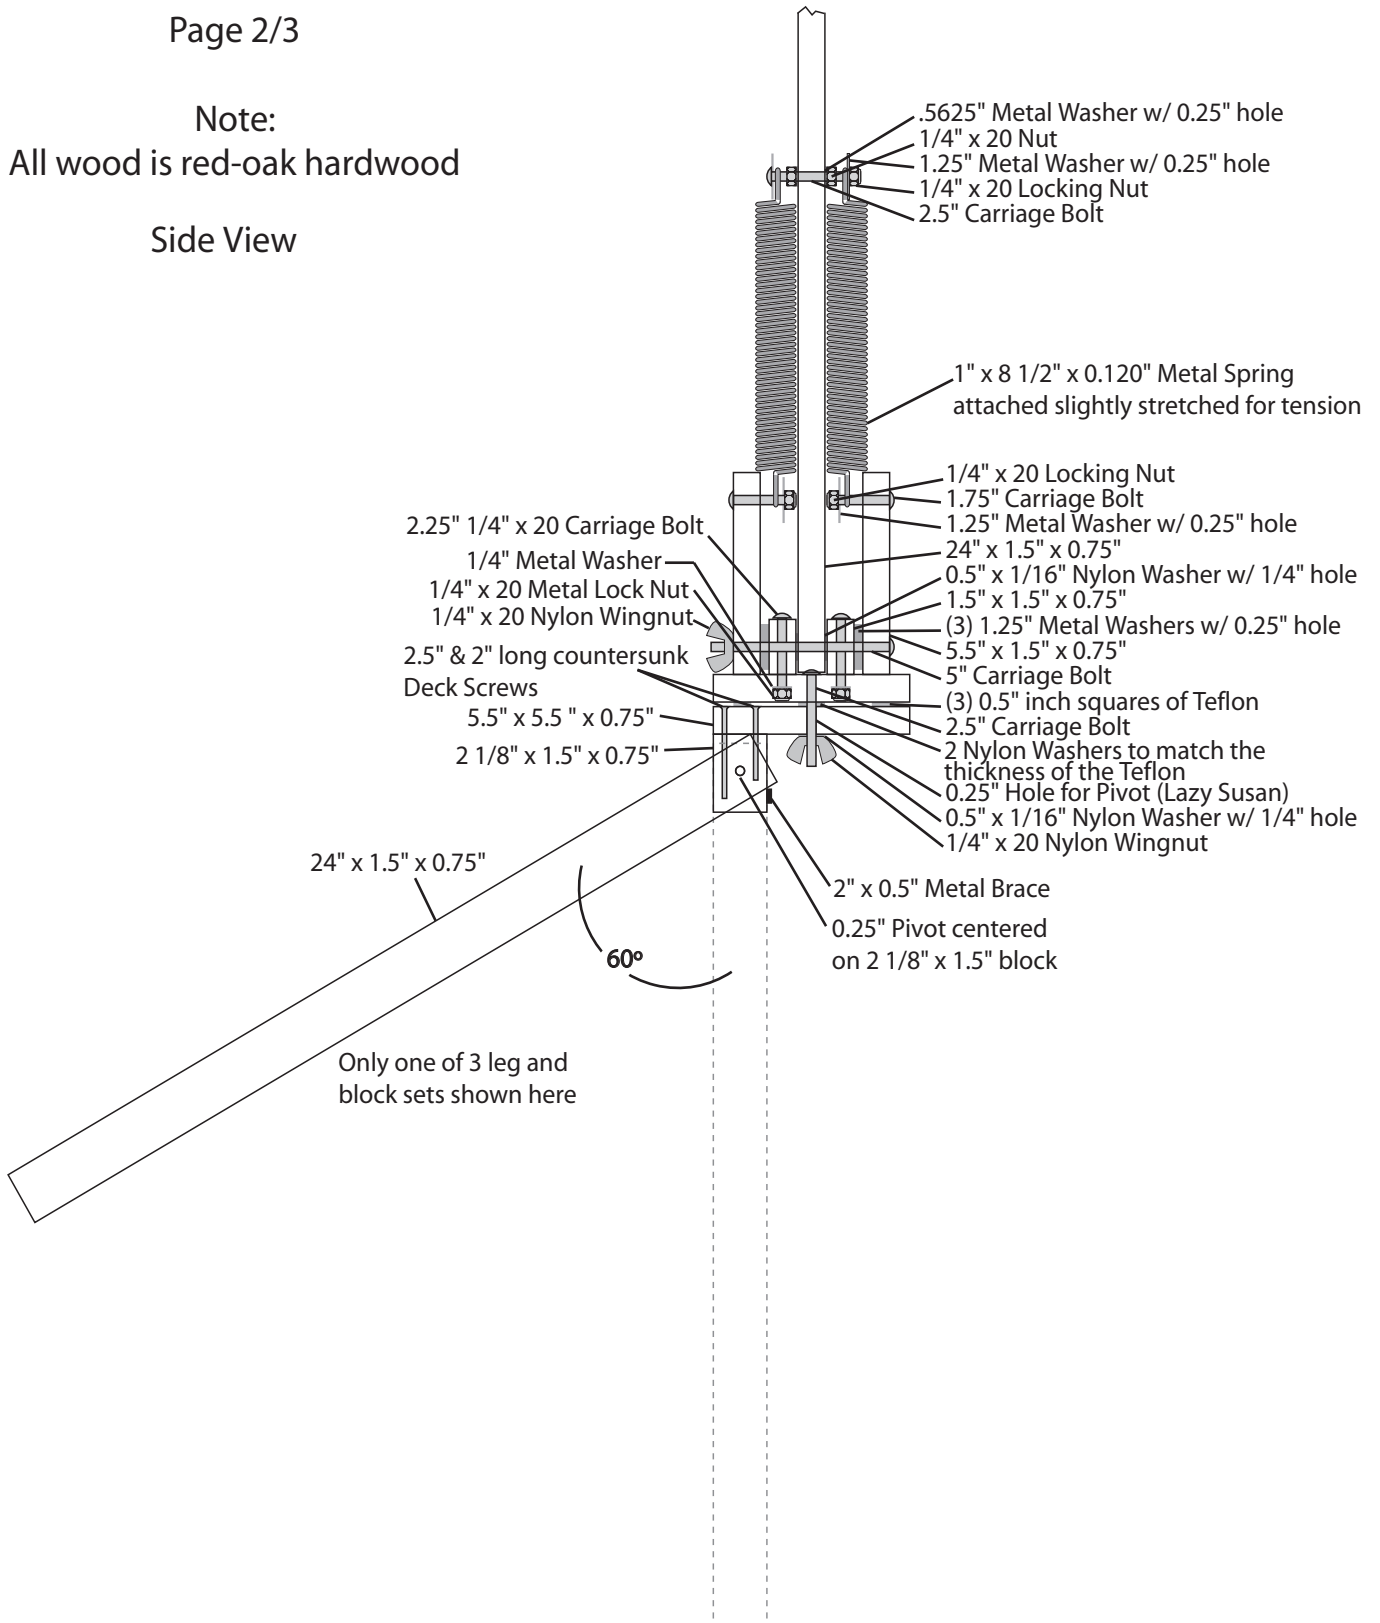 Page 2/3
Note:
All wood is red-oak hardwood
Side View
.5625" Metal Washer w/ 0.25" hole
1/4" x 20 Nut
1.25" Metal Washer w/ 0.25" hole
1/4" x 20 Locking Nut
2.5" Carriage Bolt
1" x 8 1/2" x 0.120" Metal Spring
attached slightly stretched for tension
1/4" x 20 Locking Nut
1.75" Carriage Bolt
1.25" Metal Washer w/ 0.25" hole
24" x 1.5" x 0.75"
0.5" x 1/16" Nylon Washer w/ 1/4" hole
1.5" x 1.5" x 0.75"
(3) 1.25" Metal Washers w/ 0.25" hole
5.5" x 1.5" x 0.75"
5" Carriage Bolt
(3) 0.5" inch squares of Teflon
2.5" Carriage Bolt
2 Nylon Washers to match the
thickness of the Teflon
0.25" Hole for Pivot (Lazy Susan)
0.5" x 1/16" Nylon Washer w/ 1/4" hole
1/4" x 20 Nylon Wingnut
2.25" 1/4" x 20 Carriage Bolt
1/4" Metal Washer
1/4" x 20 Metal Lock Nut
1/4" x 20 Nylon Wingnut
2.5" & 2" long countersunk
Deck Screws
5.5" x 5.5 " x 0.75"
2 1/8" x 1.5" x 0.75"
24" x 1.5" x 0.75"
2" x 0.5" Metal Brace
0.25" Pivot centered
on 2 1/8" x 1.5" block
60º
Only one of 3 leg and
block sets shown here